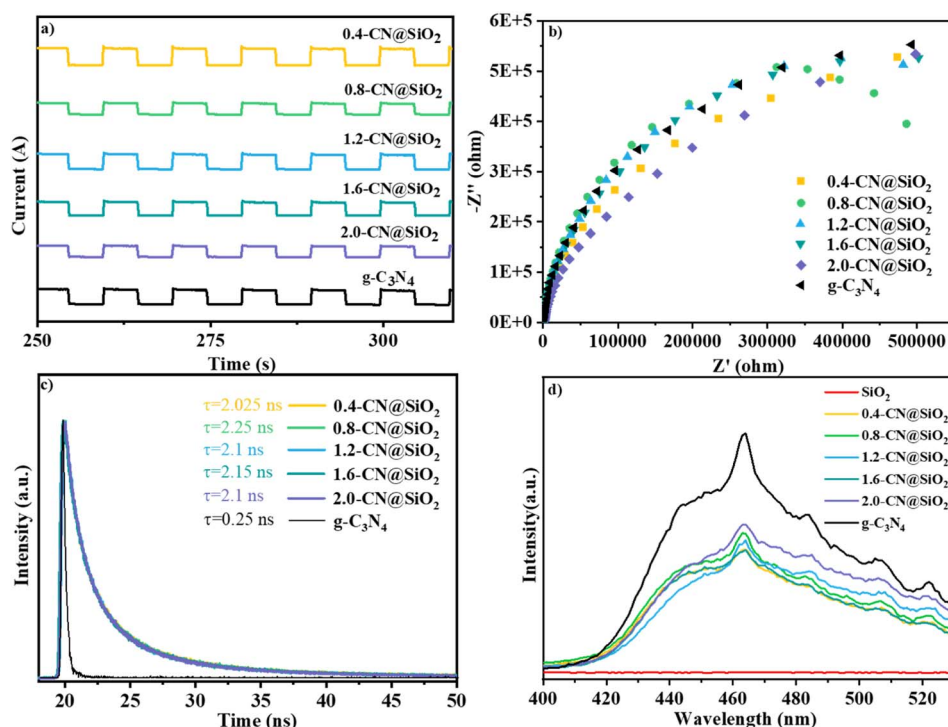 a)
0.4-CN@SiO₂
0.8-CN@SiO₂
1.2-CN@SiO₂
1.6-CN@SiO₂
2.0-CN@SiO₂
g-C₃N₄
Current (A)
250 275 300
Time (s)
b)
6E+5
5E+5
4E+5
3E+5
2E+5
1E+5
0E+0
-Z'' (ohm)
0.4-CN@SiO₂
0.8-CN@SiO₂
1.2-CN@SiO₂
1.6-CN@SiO₂
2.0-CN@SiO₂
g-C₃N₄
0 100000 200000 300000 400000 500000
Z' (ohm)
c)
τ=2.025 ns 0.4-CN@SiO₂
τ=2.25 ns 0.8-CN@SiO₂
τ=2.1 ns 1.2-CN@SiO₂
τ=2.15 ns 1.6-CN@SiO₂
τ=2.1 ns 2.0-CN@SiO₂
τ=0.25 ns g-C₃N₄
Intensity (a.u.)
20 25 30 35 40 45 50
Time (ns)
d)
SiO₂
0.4-CN@SiO₂
0.8-CN@SiO₂
1.2-CN@SiO₂
1.6-CN@SiO₂
2.0-CN@SiO₂
g-C₃N₄
Intensity(a.u.)
400 420 440 460 480 500 520
Wavelength (nm)